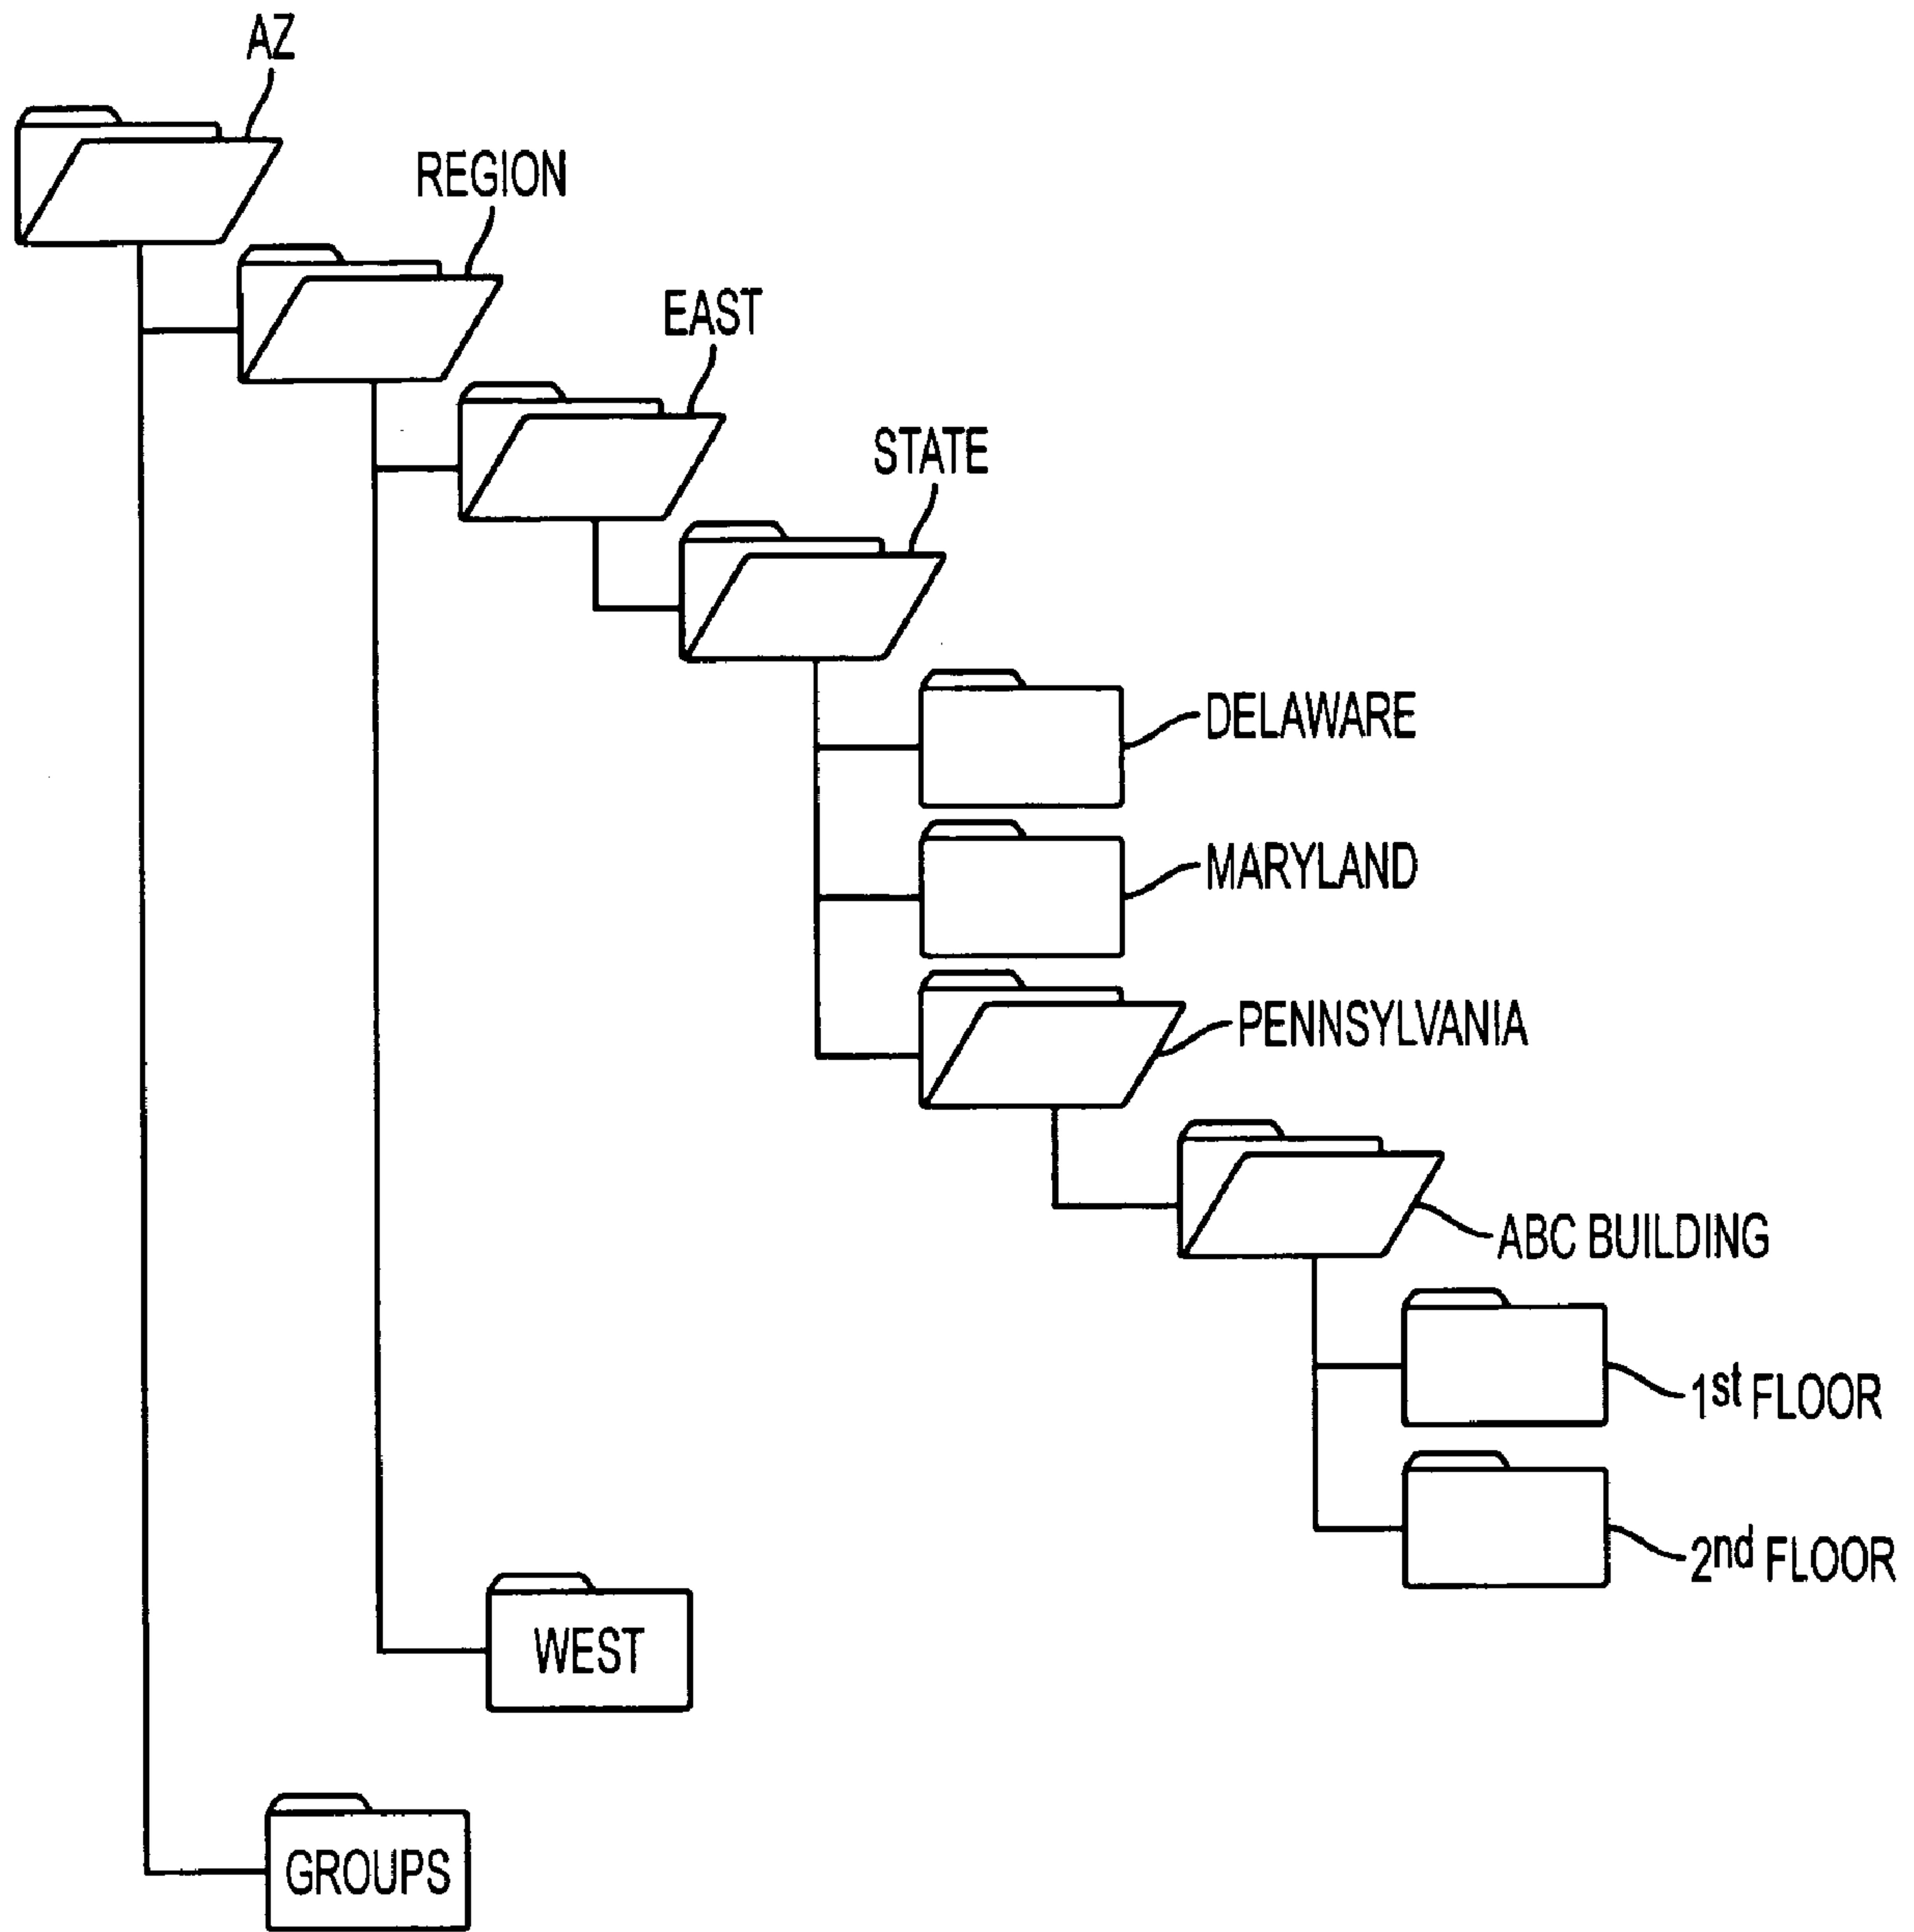 AZ
REGION
EAST
STATE
DELAWARE
MARYLAND
PENNSYLVANIA
ABC BUILDING
1st FLOOR
2nd FLOOR
WEST
GROUPS